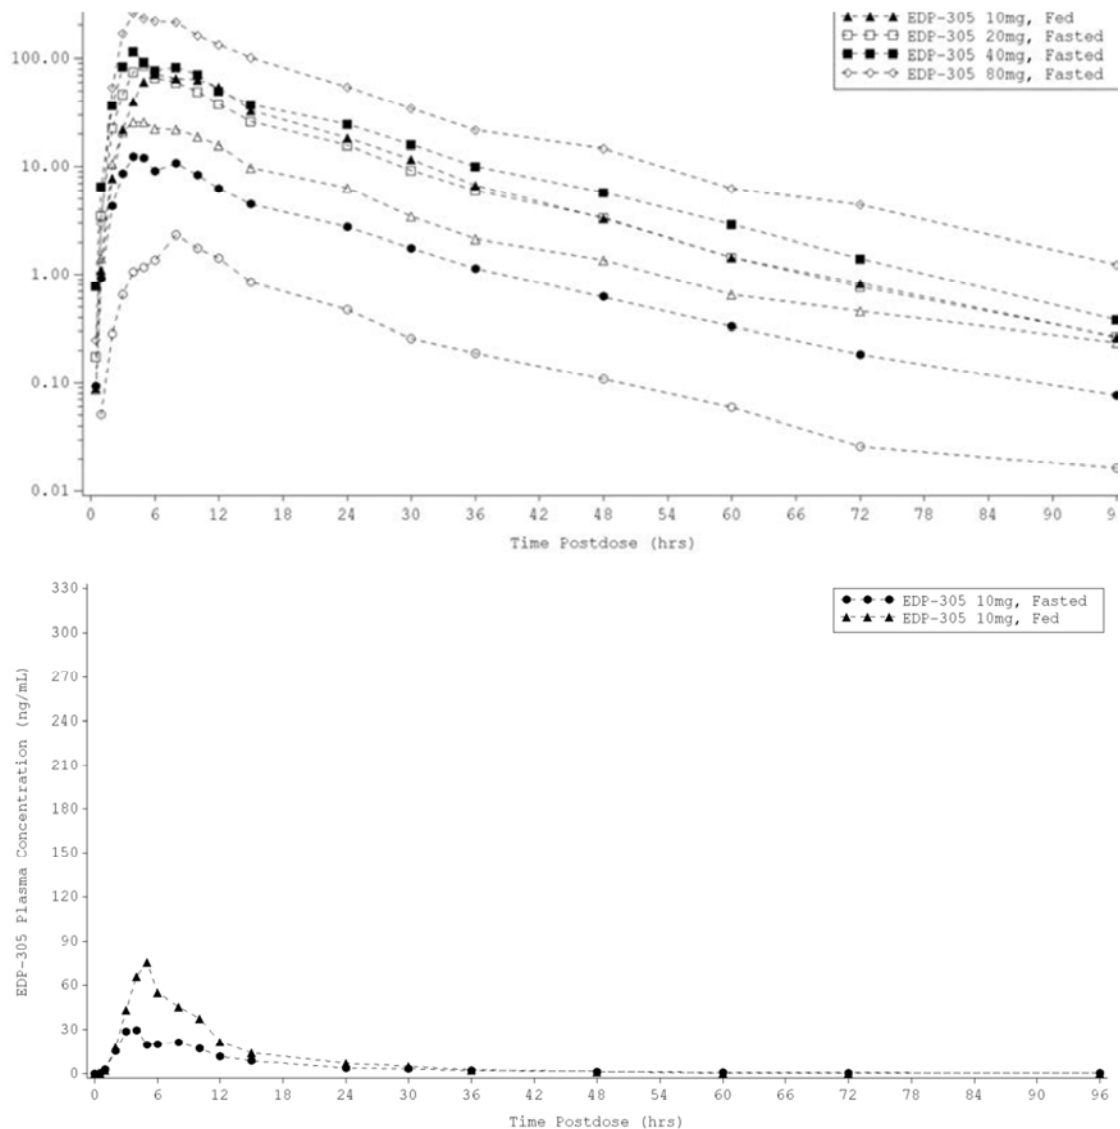 EDP-305 10mg, Fed
EDP-305 20mg, Fasted
EDP-305 40mg, Fasted
EDP-305 80mg, Fasted
100.00
10.00
1.00
0.10
0.01
0 6 12 18 24 30 36 42 48 54 60 66 72 78 84 90 9
Time Postdose (hrs)
EDP-305 10mg, Fasted
EDP-305 10mg, Fed
EDP-305 Plasma Concentration (ng/mL)
330
300
270
240
210
180
150
120
90
60
30
0
0 6 12 18 24 30 36 42 48 54 60 66 72 78 84 90 96
Time Postdose (hrs)